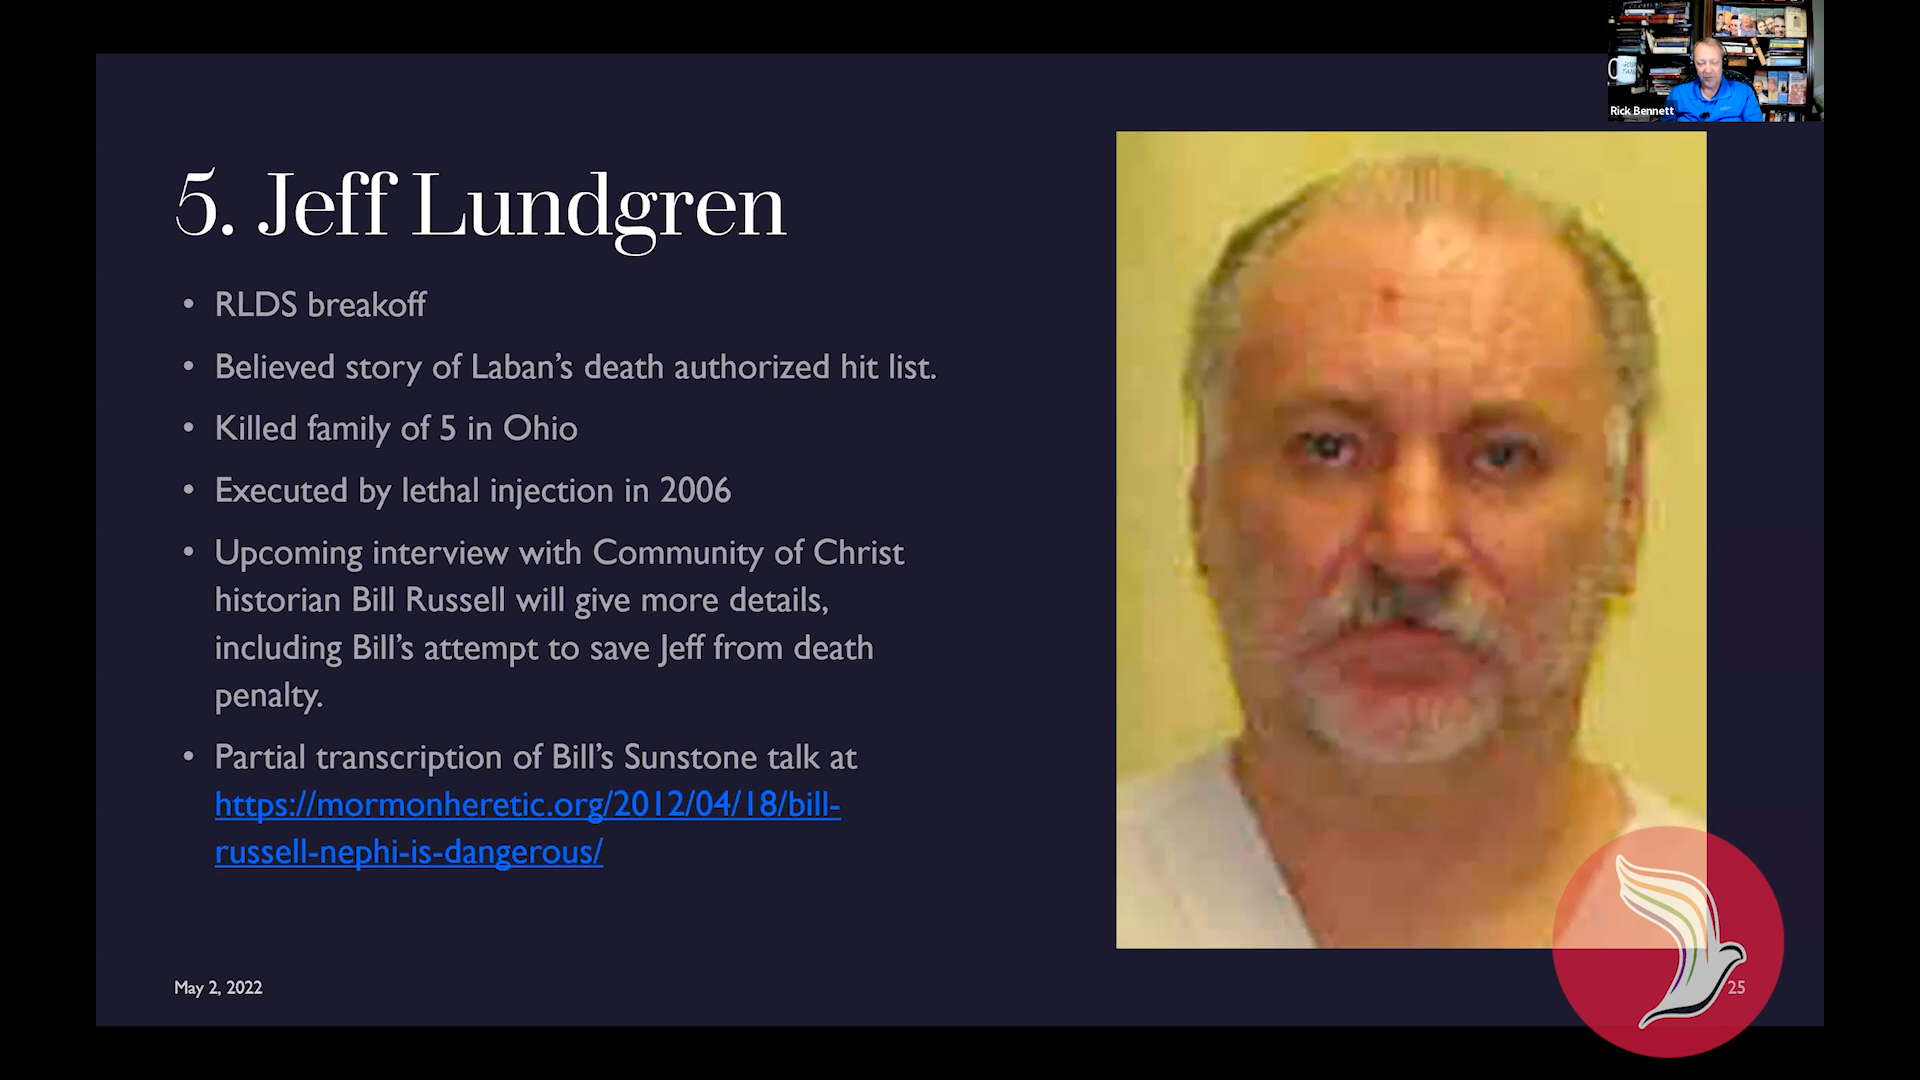 Rick Bennett
5. Jeff Lundgren
• RLDS breakoff
• Believed story of Laban’s death authorized hit list.
• Killed family of 5 in Ohio
• Executed by lethal injection in 2006
• Upcoming interview with Community of Christ
historian Bill Russell will give more details,
including Bill’s attempt to save Jeff from death
penalty.
• Partial transcription of Bill’s Sunstone talk at
https://mormonheretic.org/2012/04/18/bill-
russell-nephi-is-dangerous/
May 2, 2022
25